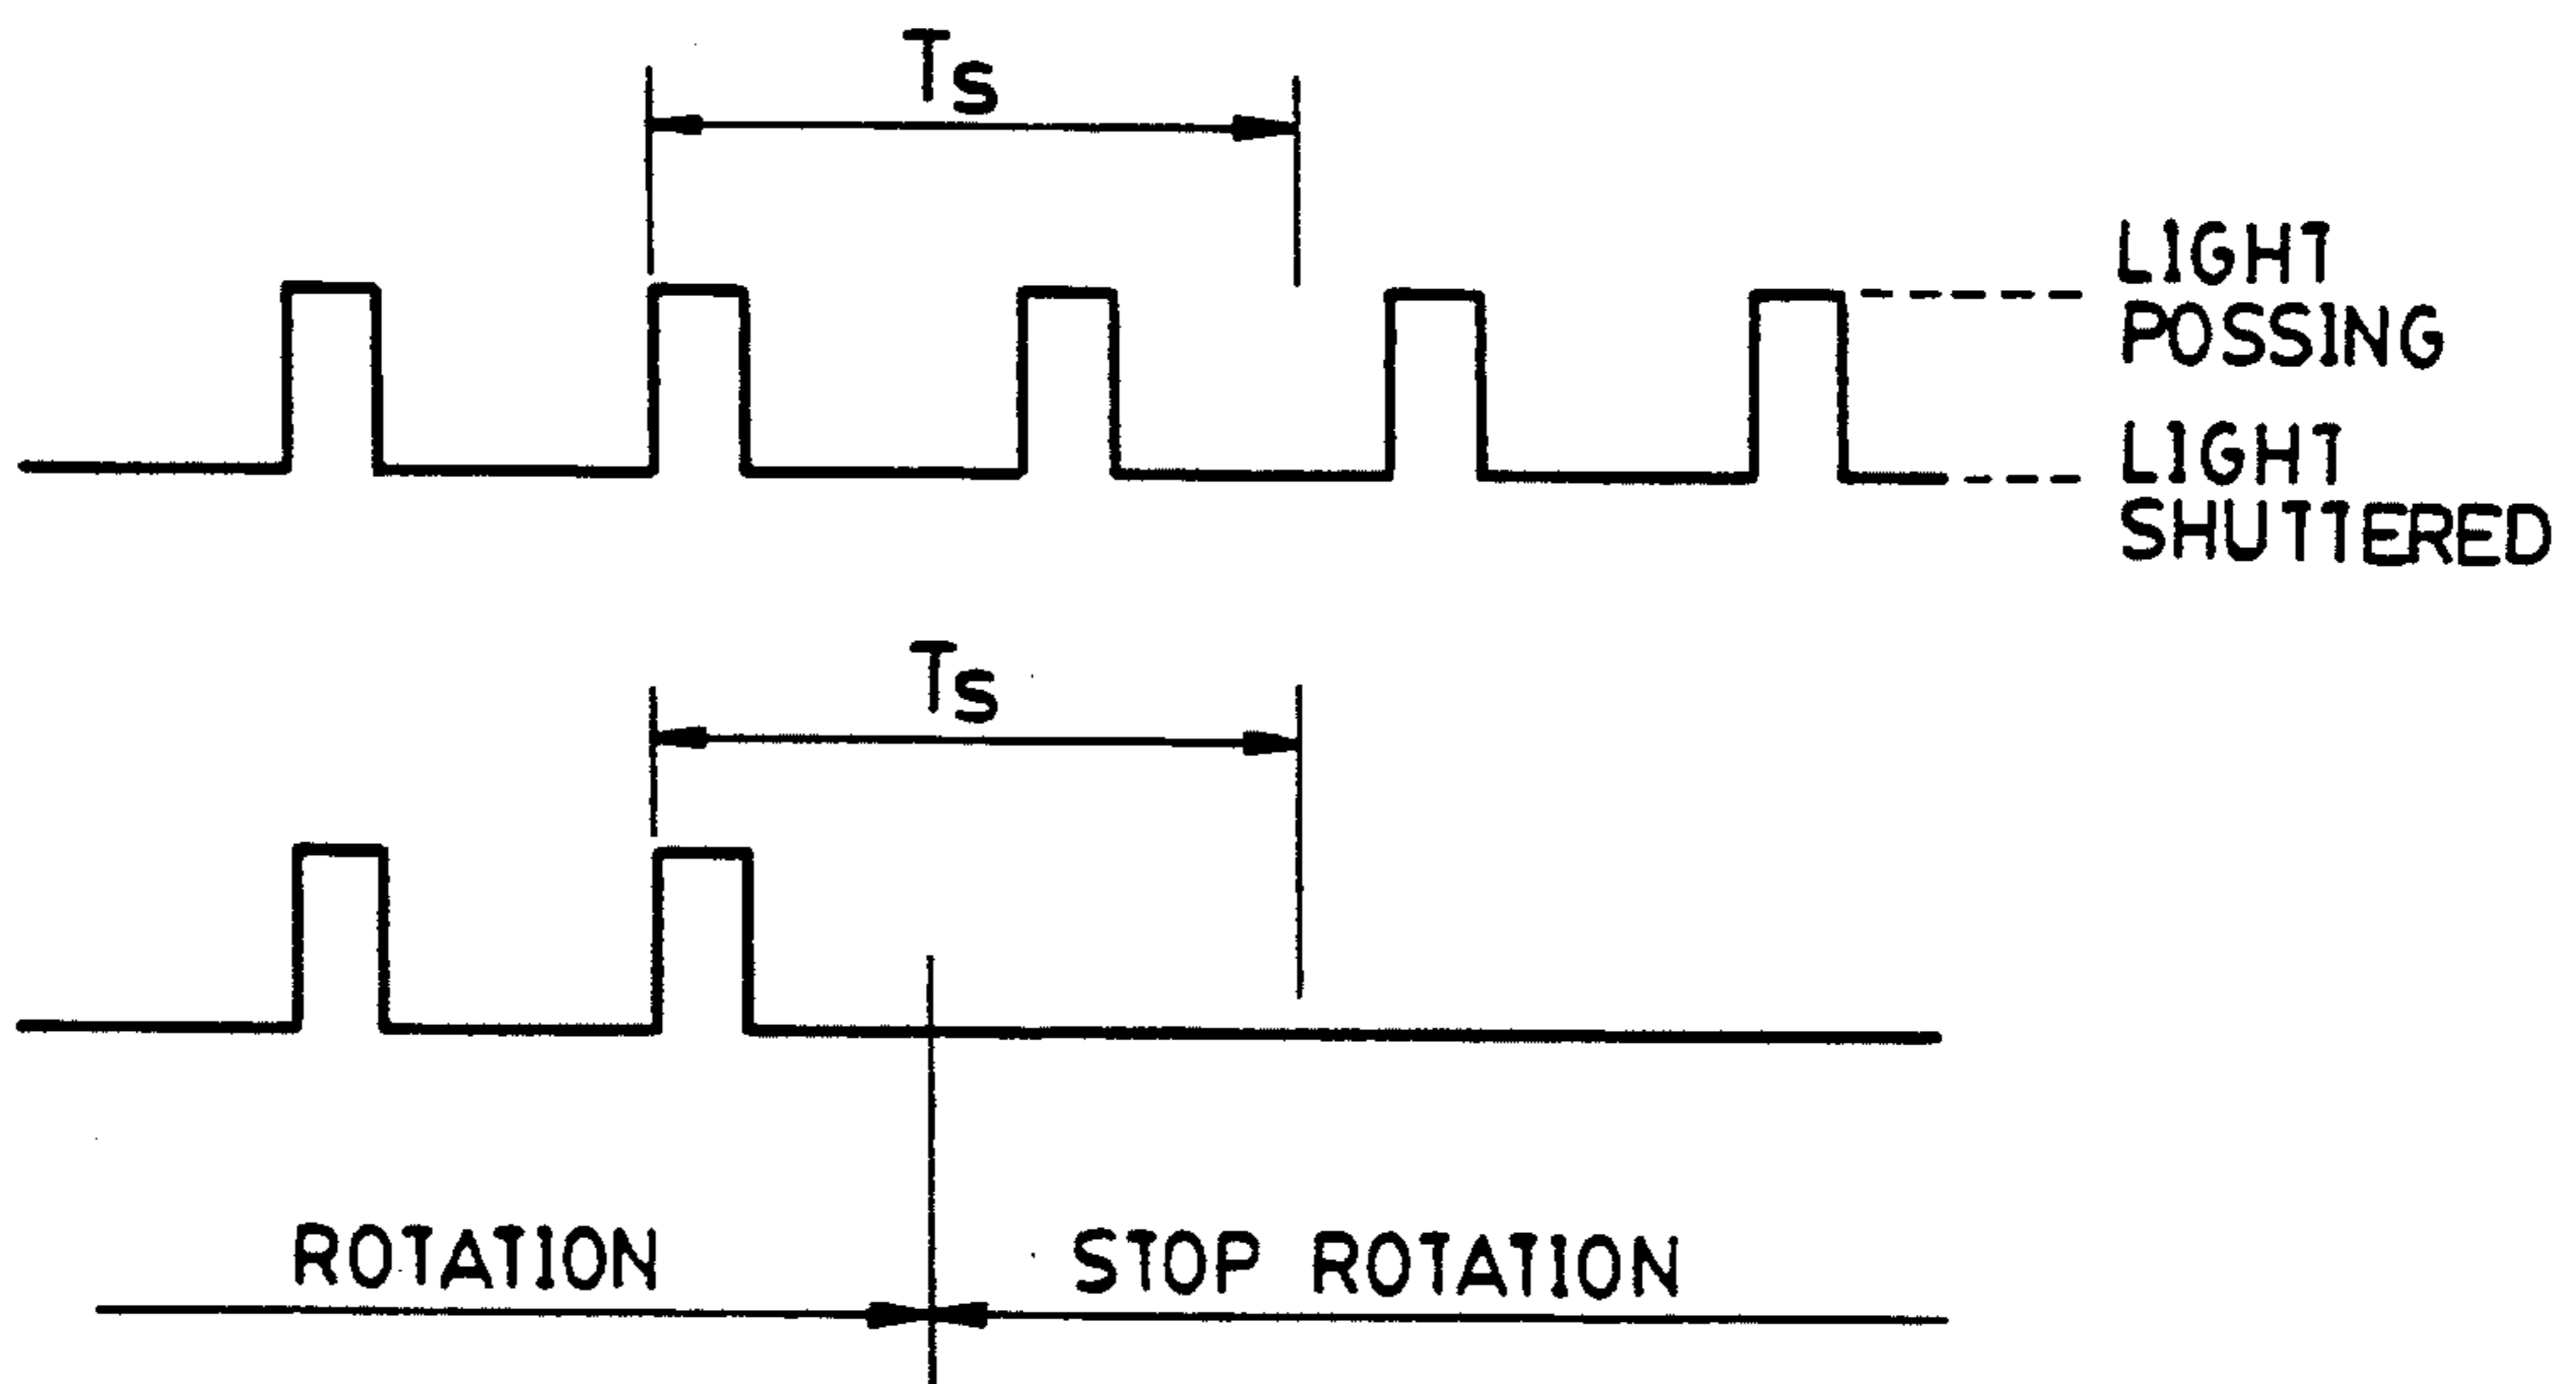 Ts
LIGHT
POSSING
LIGHT
SHUTTERED
Ts
ROTATION
STOP ROTATION